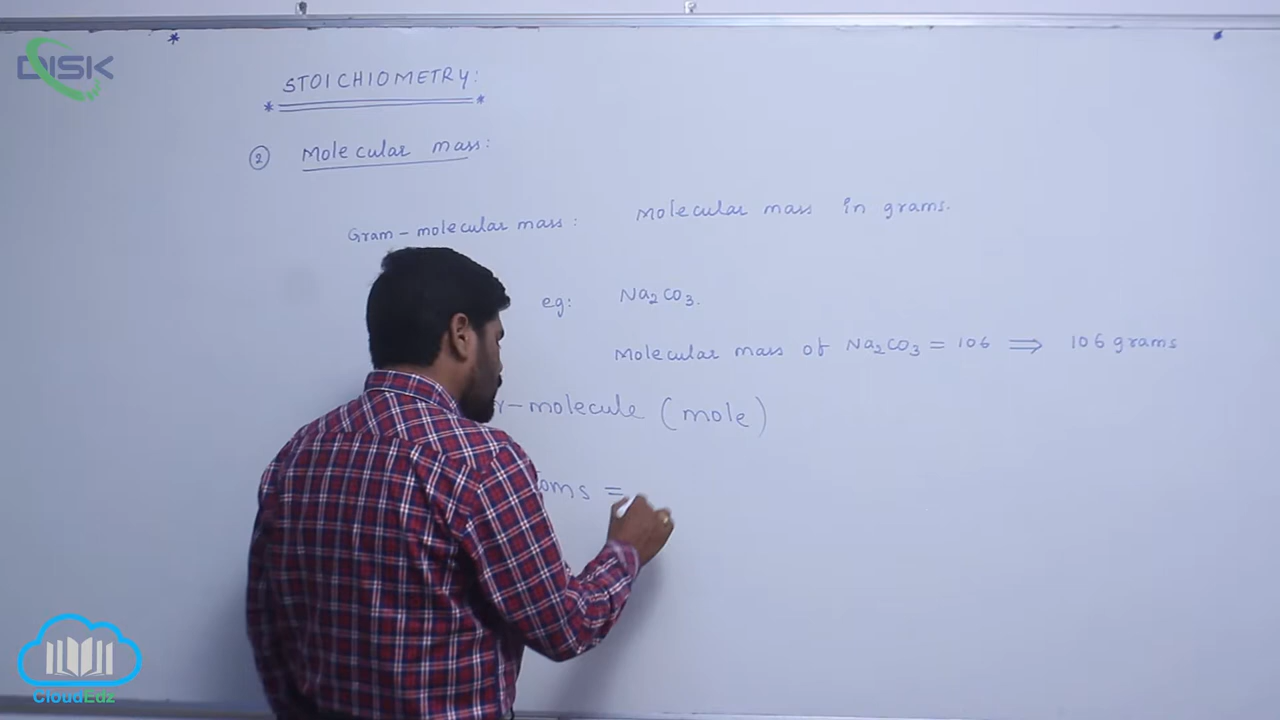 DISK
STOICHIOMETRY:
② Molecular mass:
Gram-molecular mass: Molecular mass in grams.
eg: Na₂CO₃.
Molecular mass of Na₂CO₃ = 106 ⟹ 106 grams
r-molecule (mole)
oms =
CloudEdz